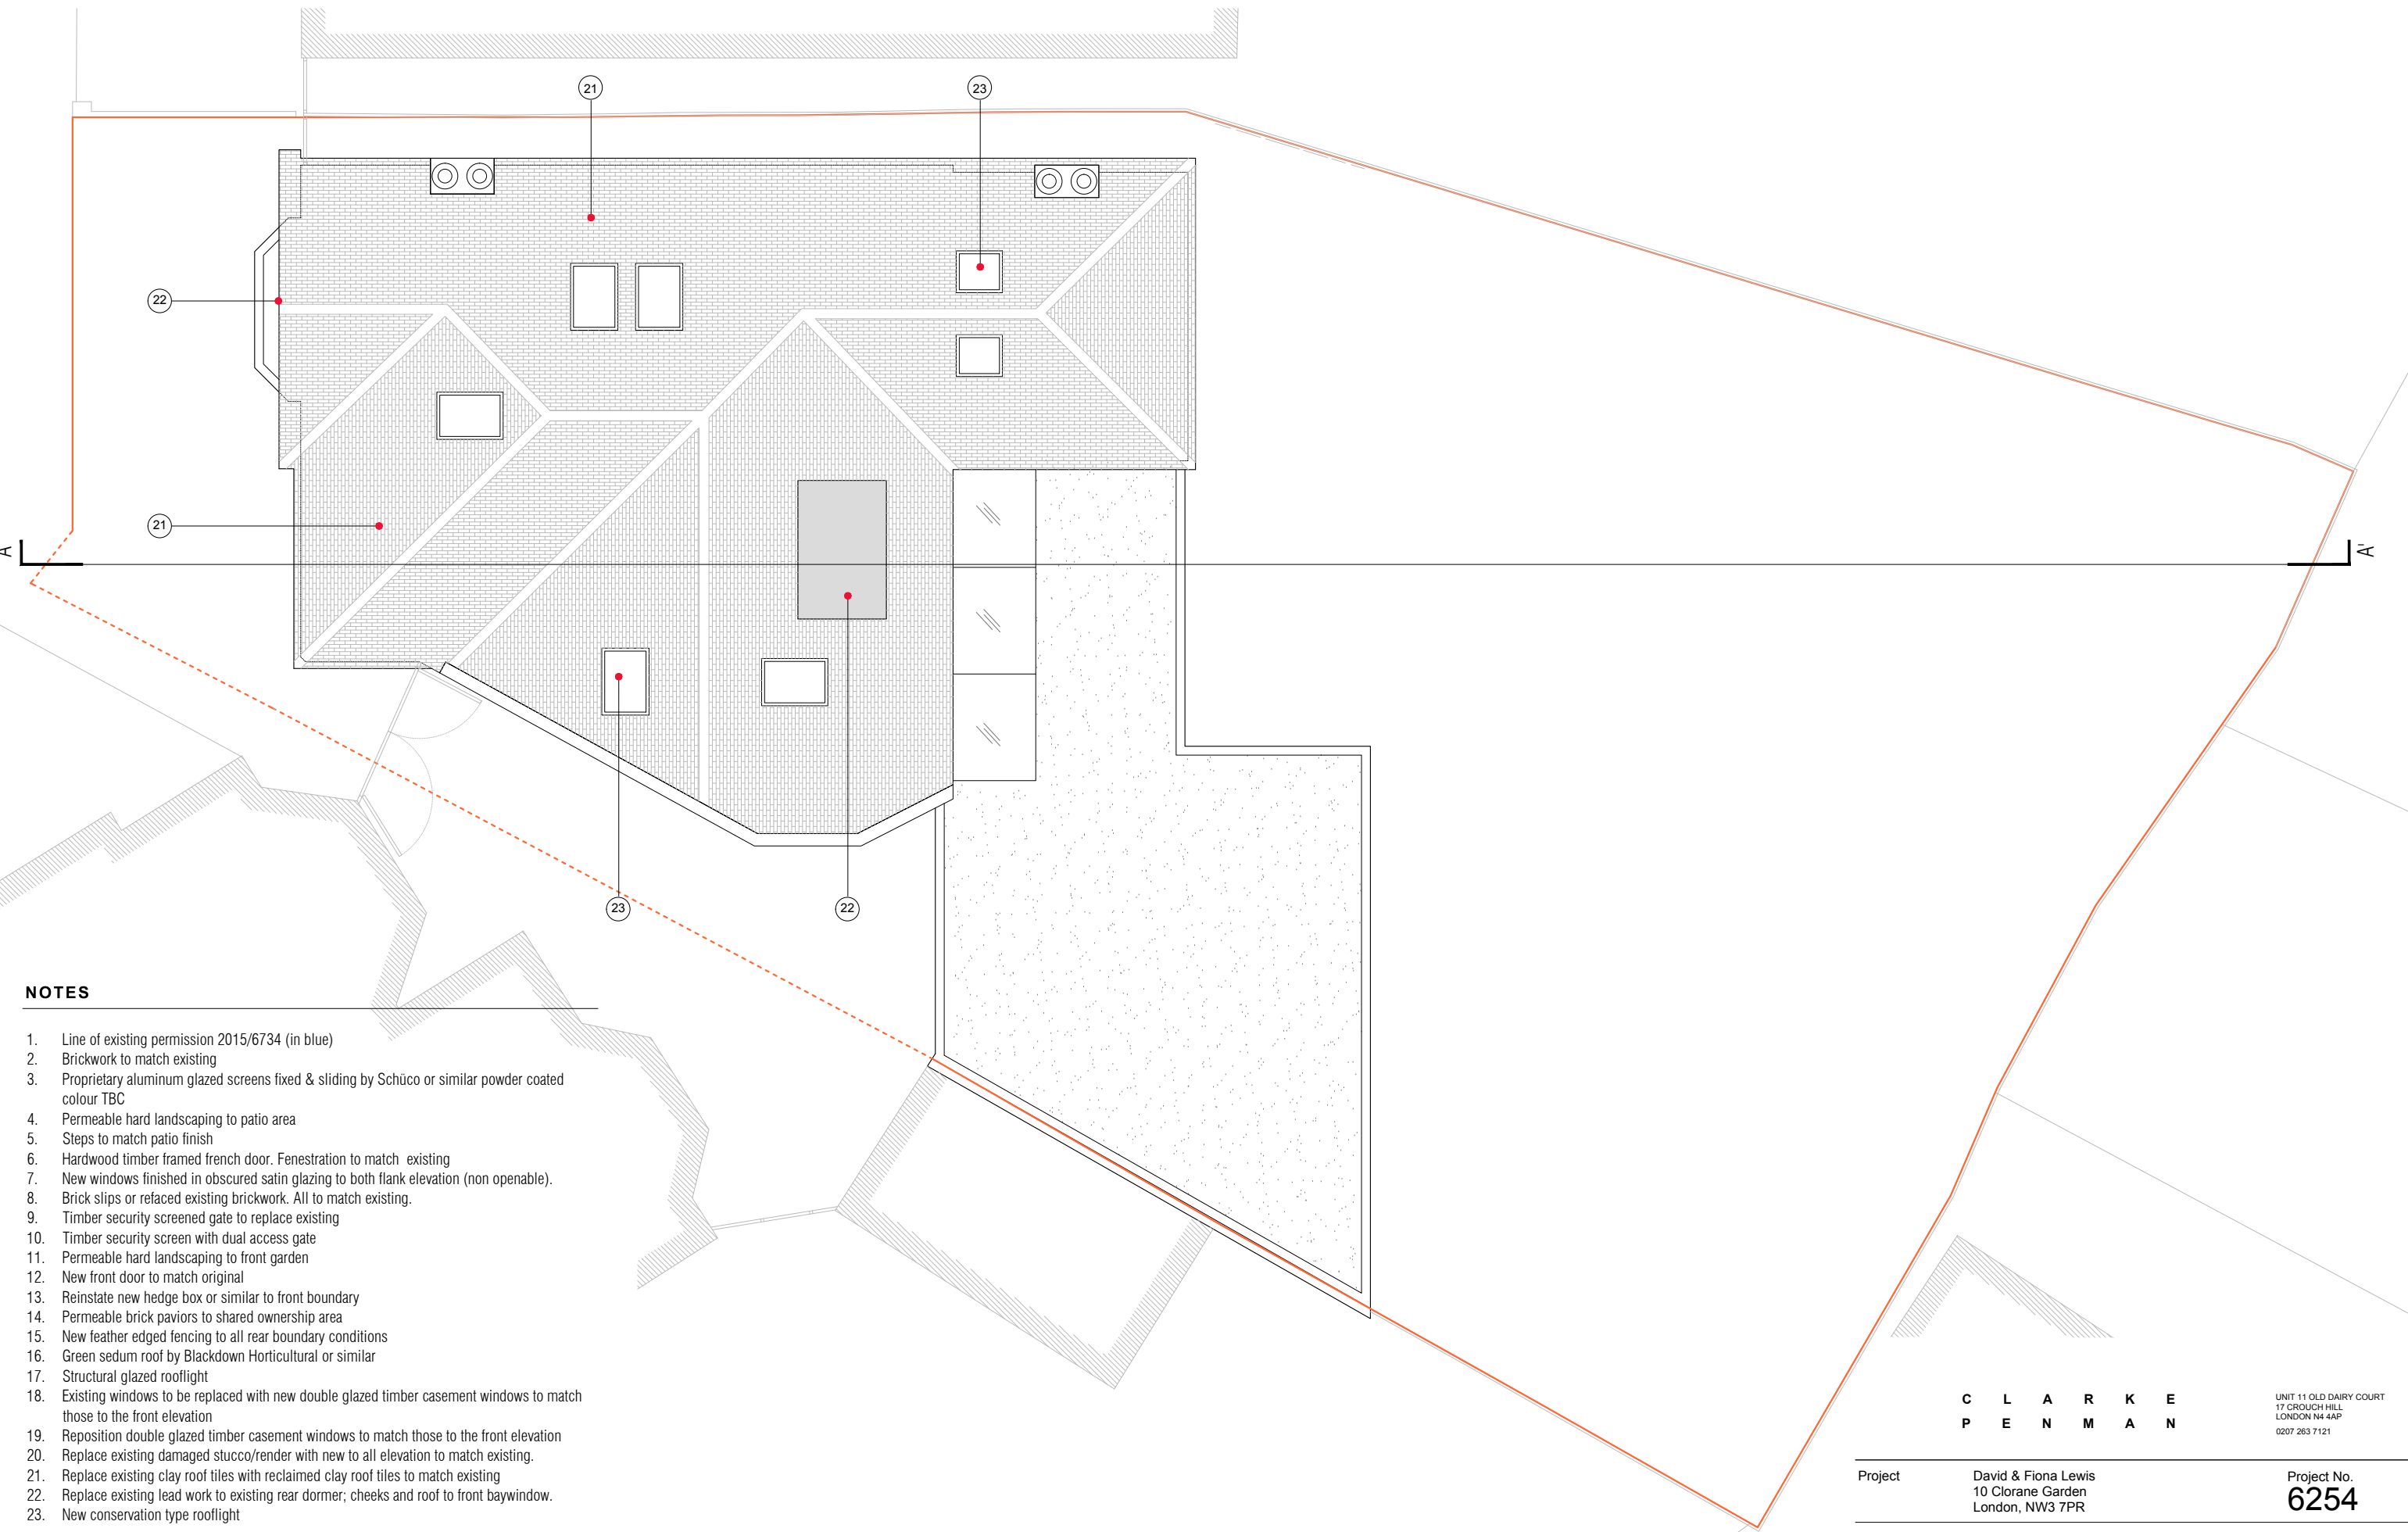 21
23
22
21
A
A'
23
22
NOTES
1. Line of existing permission 2015/6734 (in blue)
2. Brickwork to match existing
3. Proprietary aluminum glazed screens fixed & sliding by Schüco or similar powder coated
colour TBC
4. Permeable hard landscaping to patio area
5. Steps to match patio finish
6. Hardwood timber framed french door. Fenestration to match existing
7. New windows finished in obscured satin glazing to both flank elevation (non openable).
8. Brick slips or refaced existing brickwork. All to match existing.
9. Timber security screened gate to replace existing
10. Timber security screen with dual access gate
11. Permeable hard landscaping to front garden
12. New front door to match original
13. Reinstate new hedge box or similar to front boundary
14. Permeable brick paviors to shared ownership area
15. New feather edged fencing to all rear boundary conditions
16. Green sedum roof by Blackdown Horticultural or similar
17. Structural glazed rooflight
18. Existing windows to be replaced with new double glazed timber casement windows to match
those to the front elevation
19. Reposition double glazed timber casement windows to match those to the front elevation
20. Replace existing damaged stucco/render with new to all elevation to match existing.
21. Replace existing clay roof tiles with reclaimed clay roof tiles to match existing
22. Replace existing lead work to existing rear dormer; cheeks and roof to front baywindow.
23. New conservation type rooflight
C L A R K E
P E N M A N
UNIT 11 OLD DAIRY COURT
17 CROUCH HILL
LONDON N4 4AP
0207 263 7121
Project
David & Fiona Lewis
10 Clorane Garden
London, NW3 7PR
Project No.
6254